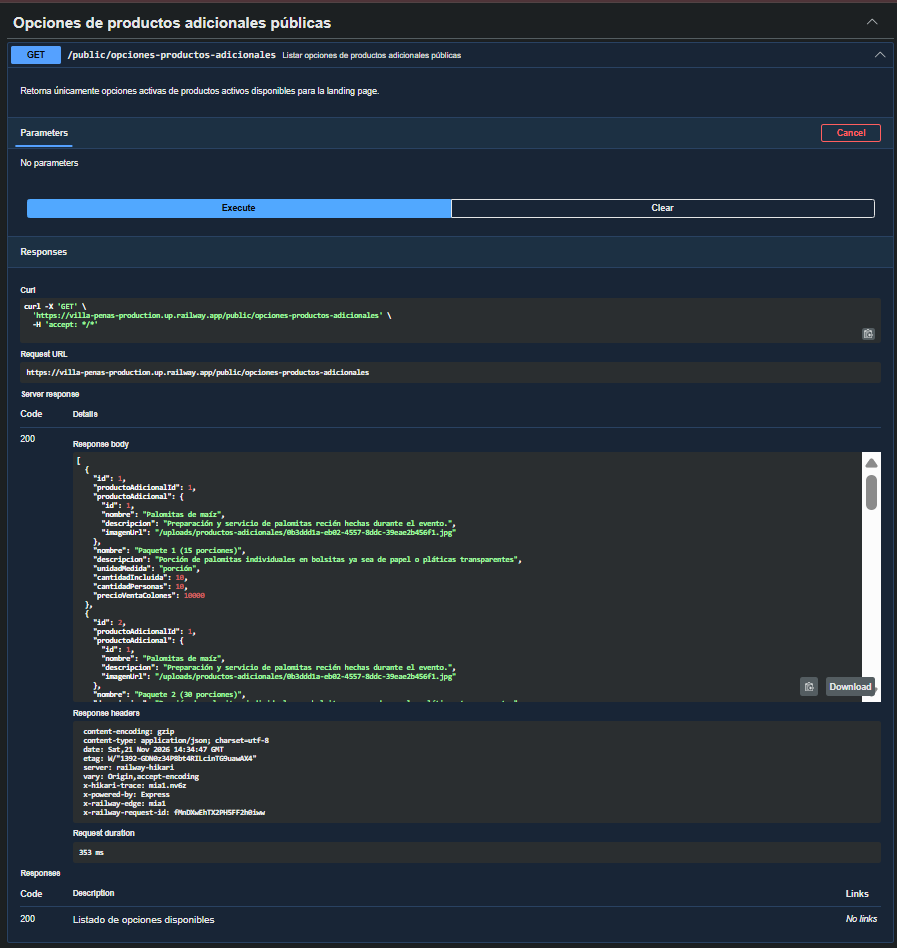 Opciones de productos adicionales públicas
GET /public/opciones-productos-adicionales Listar opciones de productos adicionales públicas
Retorna únicamente opciones activas de productos activos disponibles para la landing page.
Parameters
Cancel
No parameters
Execute
Clear
Responses
Curl
curl -X 'GET' \
'https://villa-penas-production.up.railway.app/public/opciones-productos-adicionales' \
-H 'accept: */*'
Request URL
https://villa-penas-production.up.railway.app/public/opciones-productos-adicionales
Server response
Code Details
200
Response body
[
{
"id": 1,
"productoAdicionalId": 1,
"productoAdicional": {
"id": 1,
"nombre": "Palomitas de maíz",
"descripcion": "Preparación y servicio de palomitas recién hechas durante el evento.",
"imagenUrl": "/uploads/productos-adicionales/0b3ddd1a-eb02-4557-8ddc-39eae2b456f1.jpg"
},
"nombre": "Paquete 1 (15 porciones)",
"descripcion": "Porción de palomitas individuales en bolsitas ya sea de papel o pláticas transparentes",
"unidadMedida": "porción",
"cantidadIncluida": 10,
"cantidadPersonas": 10,
"precioVentaColones": 10000
},
{
"id": 2,
"productoAdicionalId": 1,
"productoAdicional": {
"id": 1,
"nombre": "Palomitas de maíz",
"descripcion": "Preparación y servicio de palomitas recién hechas durante el evento.",
"imagenUrl": "/uploads/productos-adicionales/0b3ddd1a-eb02-4557-8ddc-39eae2b456f1.jpg"
},
"nombre": "Paquete 2 (30 porciones)",
Download
Response headers
content-encoding: gzip
content-type: application/json; charset=utf-8
date: Sat,21 Nov 2026 14:34:47 GMT
etag: W/"1392-GDN0z34P8bt4RILcinTG9uawAX4"
server: railway-hikari
vary: Origin,accept-encoding
x-hikari-trace: mia1.nv6z
x-powered-by: Express
x-railway-edge: mia1
x-railway-request-id: fMnDXwEhTX2PH5FF2h0iww
Request duration
353 ms
Responses
Code Description Links
200 Listado de opciones disponibles No links